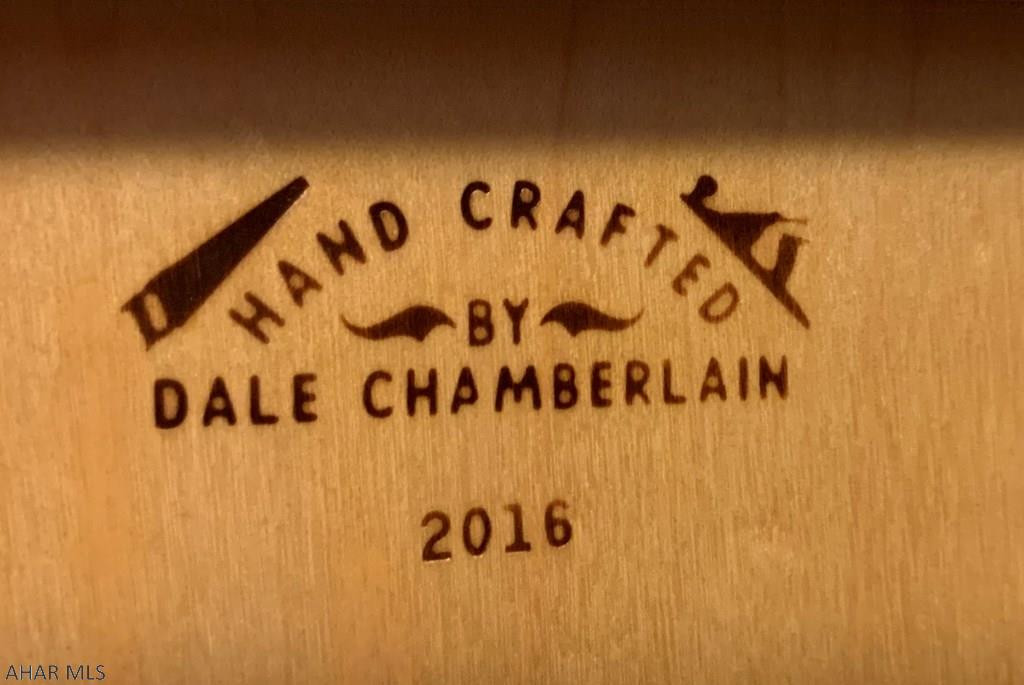 HAND CRAFTED
BY
DALE CHAMBERLAIN
2016
AHAR MLS